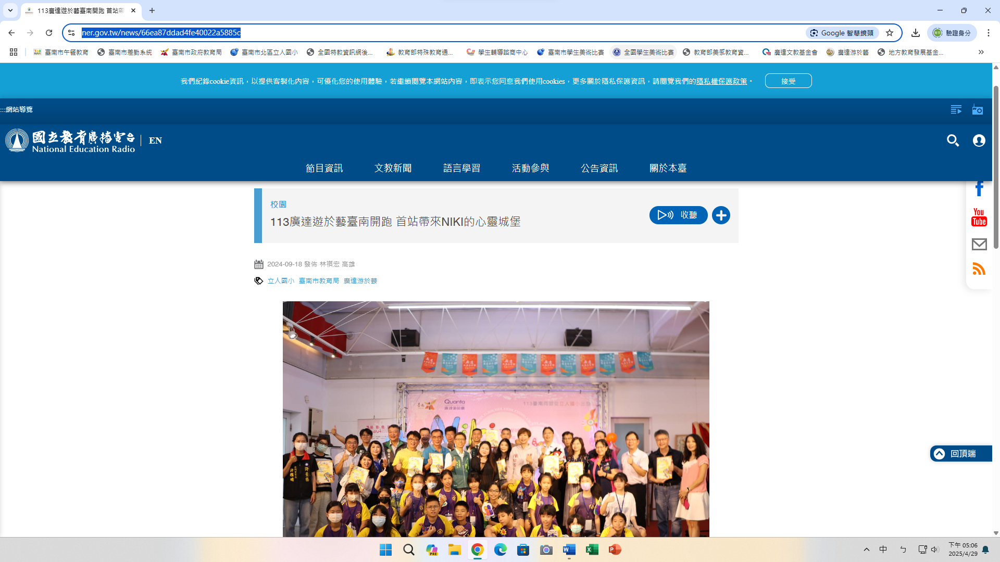 113廣達遊於藝臺南開跑 首站帶
ner.gov.tw/news/66ea87ddad4fe40022a5885c
Google 智慧鏡頭
驗證身分
臺南市午餐教育
臺南市差勤系統
臺南市政府教育局
臺南市北區立人國小
全國特教資訊網後...
教育部特殊教育通...
學生輔導諮商中心
臺南市學生美術比賽
全國學生美術比賽
教育部美感教育資...
廣達文教基金會
廣達游於藝
地方教育發展基金...
我們紀錄cookie資訊，以提供客製化內容，可優化您的使用體驗，若繼續閱覽本網站內容，即表示您同意我們使用cookies，更多關於隱私保護資訊，請閱覽我們的隱私權保護政策。
接受
:::網站導覽
國立教育廣播電台
National Education Radio
EN
節目資訊
文教新聞
語言學習
活動參與
公告資訊
關於本臺
校園
113廣達遊於藝臺南開跑 首站帶來NIKI的心靈城堡
收聽
You
Tube
2024-09-18 發佈 林祺宏 高雄
立人國小 臺南市教育局 廣達游於藝
Quanta
廣達游於藝
回頂端
PRE
中
ㄅ
下午 05:06
2025/4/29